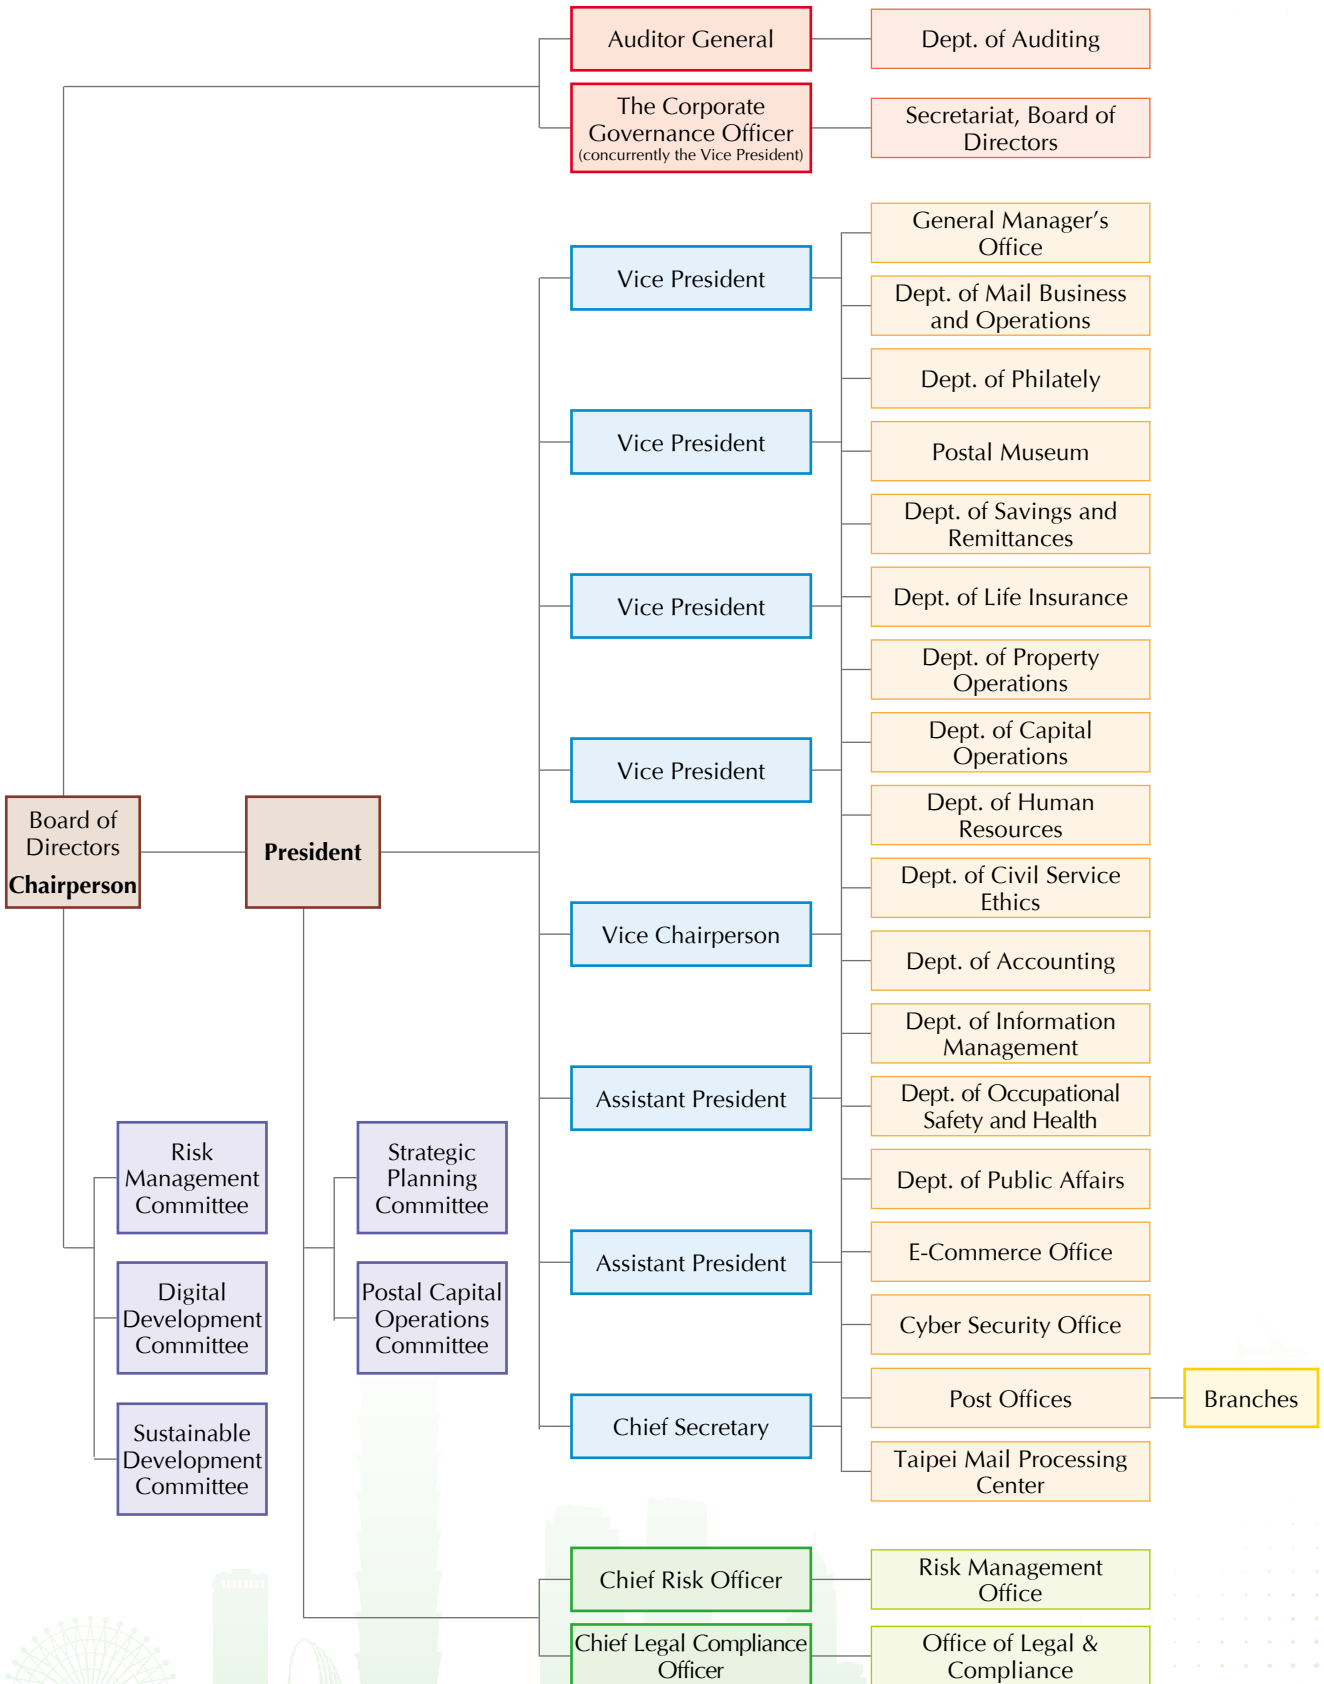 Auditor General
Dept. of Auditing
The Corporate
Governance Officer
(concurrently the Vice President)
Secretariat, Board of
Directors
Vice President
Vice President
Vice President
Vice President
Vice Chairperson
Assistant President
Assistant President
Chief Secretary
General Manager’s
Office
Dept. of Mail Business
and Operations
Dept. of Philately
Postal Museum
Dept. of Savings and
Remittances
Dept. of Life Insurance
Dept. of Property
Operations
Dept. of Capital
Operations
Dept. of Human
Resources
Dept. of Civil Service
Ethics
Dept. of Accounting
Dept. of Information
Management
Dept. of Occupational
Safety and Health
Dept. of Public Affairs
E-Commerce Office
Cyber Security Office
Post Offices
Branches
Taipei Mail Processing
Center
Board of
Directors
Chairperson
President
Risk
Management
Committee
Digital
Development
Committee
Sustainable
Development
Committee
Strategic
Planning
Committee
Postal Capital
Operations
Committee
Chief Risk Officer
Risk Management
Office
Chief Legal Compliance
Officer
Office of Legal &
Compliance